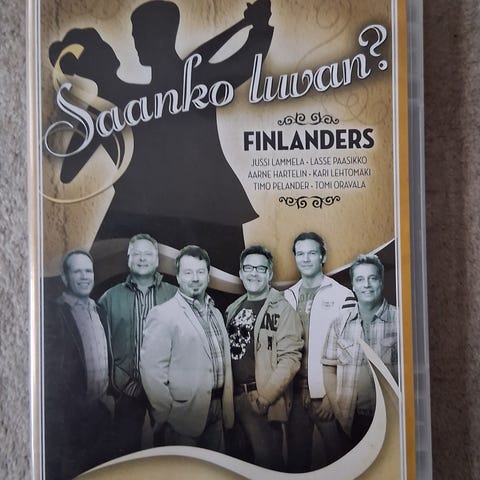 Saanko luvan?
FINLANDERS
JUSSI LAMMELA • LASSE PAASIKKO
AARNE HARTELIN • KARI LEHTOMÄKI
TIMO PELANDER • TOMI ORAVALA